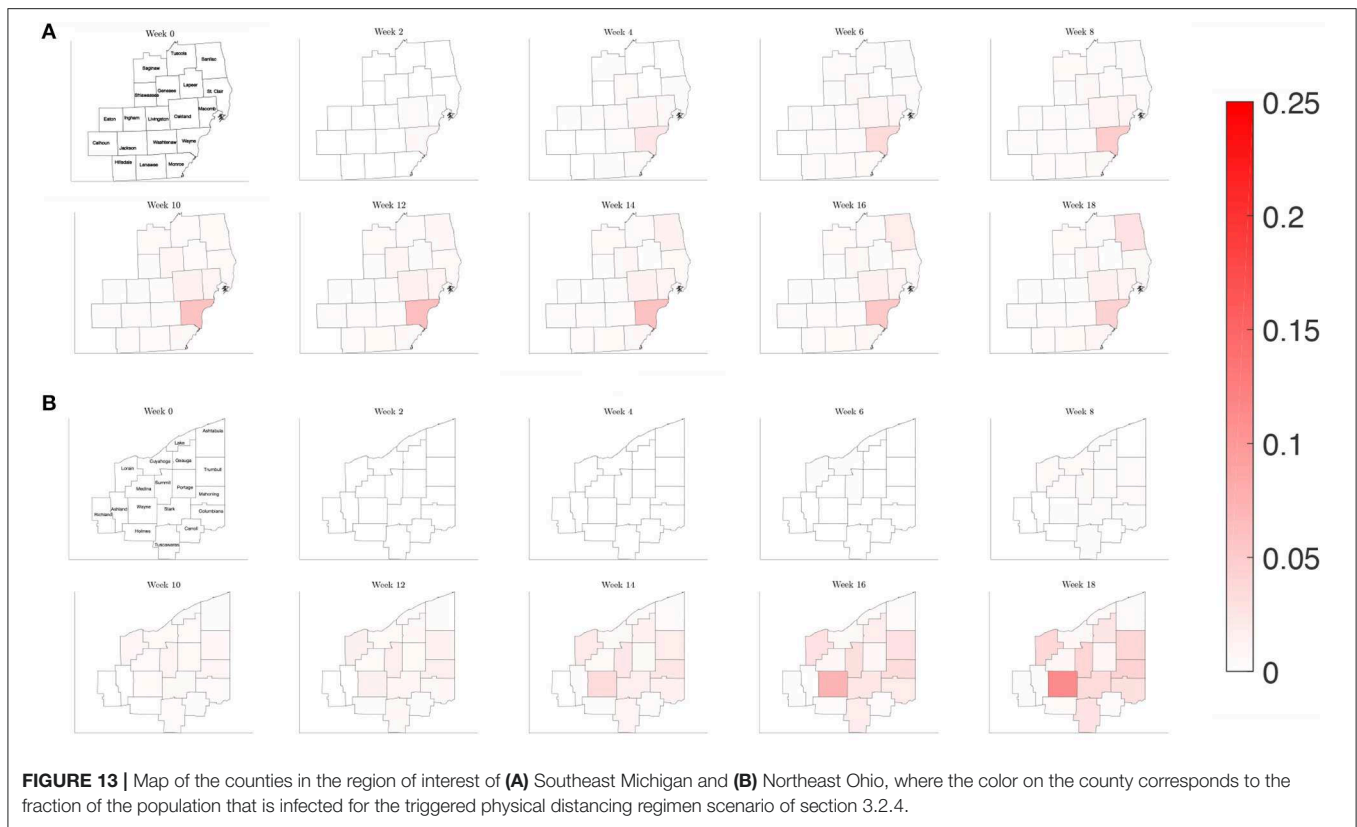 A
Week 0
Week 2
Week 4
Week 6
Week 8
Tuscola
Sanilac
Saginaw
Genesee
Lapeer
Shiawassee
St. Clair
Macomb
Eaton
Ingham
Livingston
Oakland
Calhoun
Jackson
Washtenaw
Wayne
Hillsdale
Lenawee
Monroe
Week 10
Week 12
Week 14
Week 16
Week 18
B
Week 0
Week 2
Week 4
Week 6
Week 8
Ashtabula
Lake
Lorain
Cuyahoga
Geauga
Trumbull
Medina
Summit
Portage
Mahoning
Richland
Ashland
Wayne
Stark
Columbiana
Holmes
Carroll
Tuscarawas
Week 10
Week 12
Week 14
Week 16
Week 18
0.25
0.2
0.15
0.1
0.05
0
FIGURE 13 | Map of the counties in the region of interest of (A) Southeast Michigan and (B) Northeast Ohio, where the color on the county corresponds to the
fraction of the population that is infected for the triggered physical distancing regimen scenario of section 3.2.4.